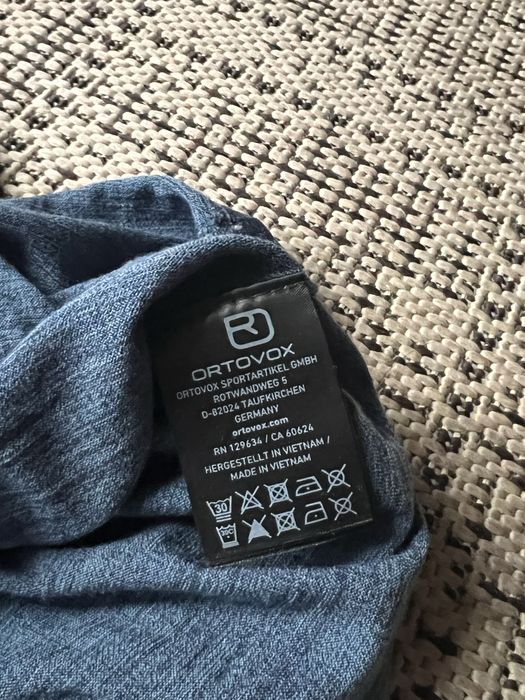 ORTOVOX
ORTOVOX SPORTARTIKEL GMBH
ROTWANDWEG 5
D-82024 TAUFKIRCHEN
GERMANY
ortovox.com
RN 129634 / CA 60624
HERGESTELLT IN VIETNAM /
MADE IN VIETNAM
30